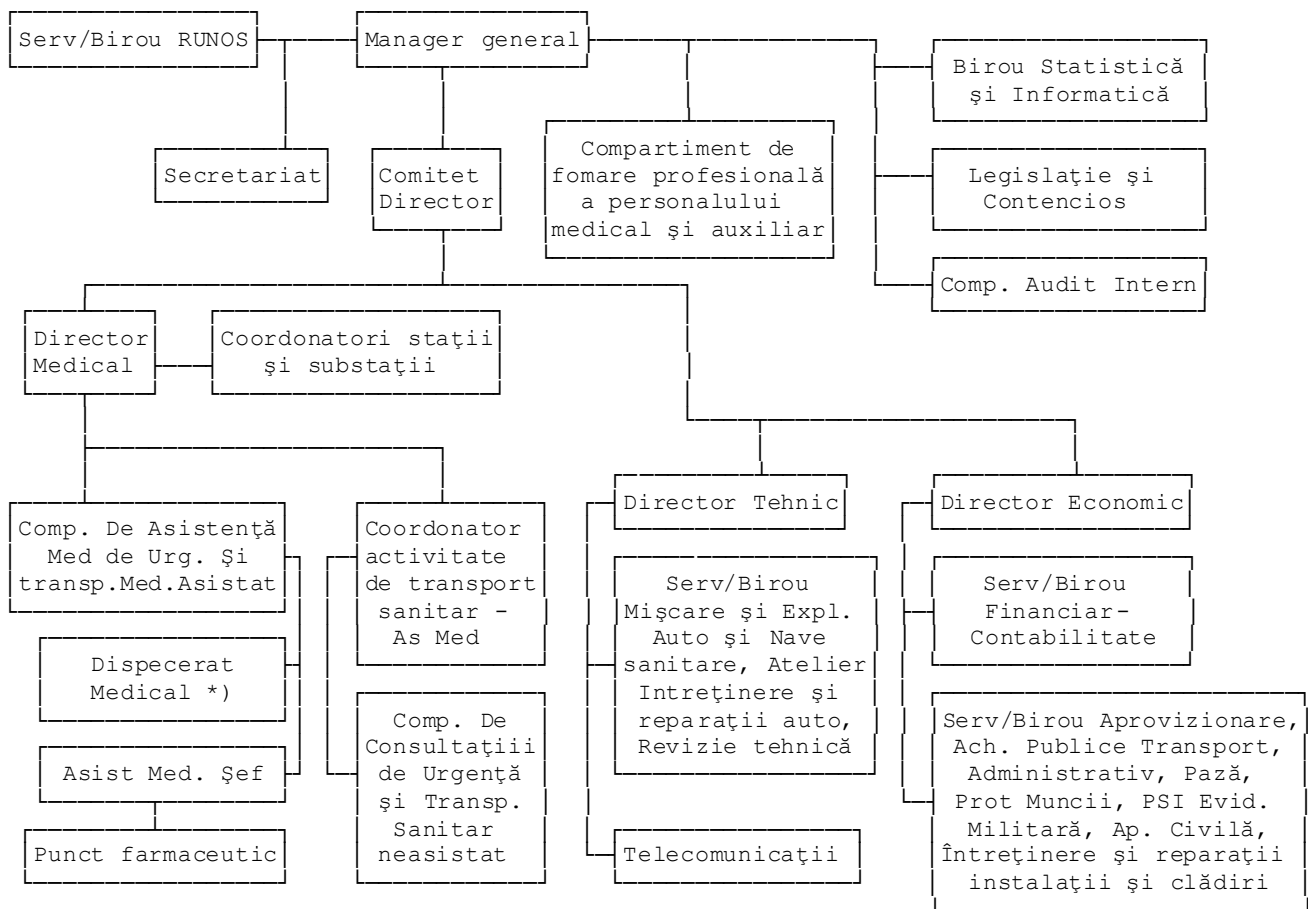 Serv/Birou RUNOS
Manager general
Birou Statistică
şi Informatică
Secretariat
Comitet
Director
Compartiment de
fomare profesională
a personalului
medical şi auxiliar
Legislaţie şi
Contencios
Comp. Audit Intern
Director
Medical
Coordonatori staţii
şi substaţii
Director Tehnic
Director Economic
Comp. De Asistenţă
Med de Urg. Şi
transp.Med.Asistat
Coordonator
activitate
de transport
sanitar -
As Med
Serv/Birou
Mişcare şi Expl.
Auto şi Nave
sanitare, Atelier
Intreţinere şi
reparaţii auto,
Revizie tehnică
Serv/Birou
Financiar-
Contabilitate
Dispecerat
Medical *)
Asist Med. Şef
Punct farmaceutic
Comp. De
Consultaţiii
de Urgenţă
şi Transp.
Sanitar
neasistat
Telecomunicaţii
Serv/Birou Aprovizionare,
Ach. Publice Transport,
Administrativ, Pază,
Prot Muncii, PSI Evid.
Militară, Ap. Civilă,
Întreţinere şi reparaţii
instalaţii şi clădiri